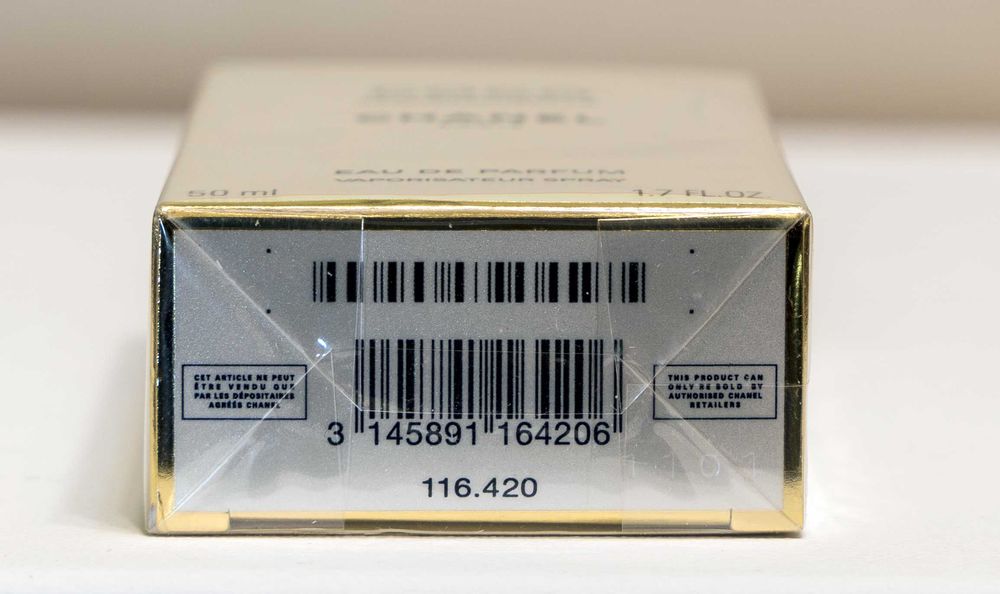 CHANEL
EAU DE PARFUM
VAPORISATEUR SPRAY
50 ml
1.7 FL.OZ
CET ARTICLE NE PEUT
ÊTRE VENDU QUE
PAR LES DÉPOSITAIRES
AGRÉÉS CHANEL
THIS PRODUCT CAN
ONLY BE SOLD BY
AUTHORISED CHANEL
RETAILERS
3 145891 164206
116.420